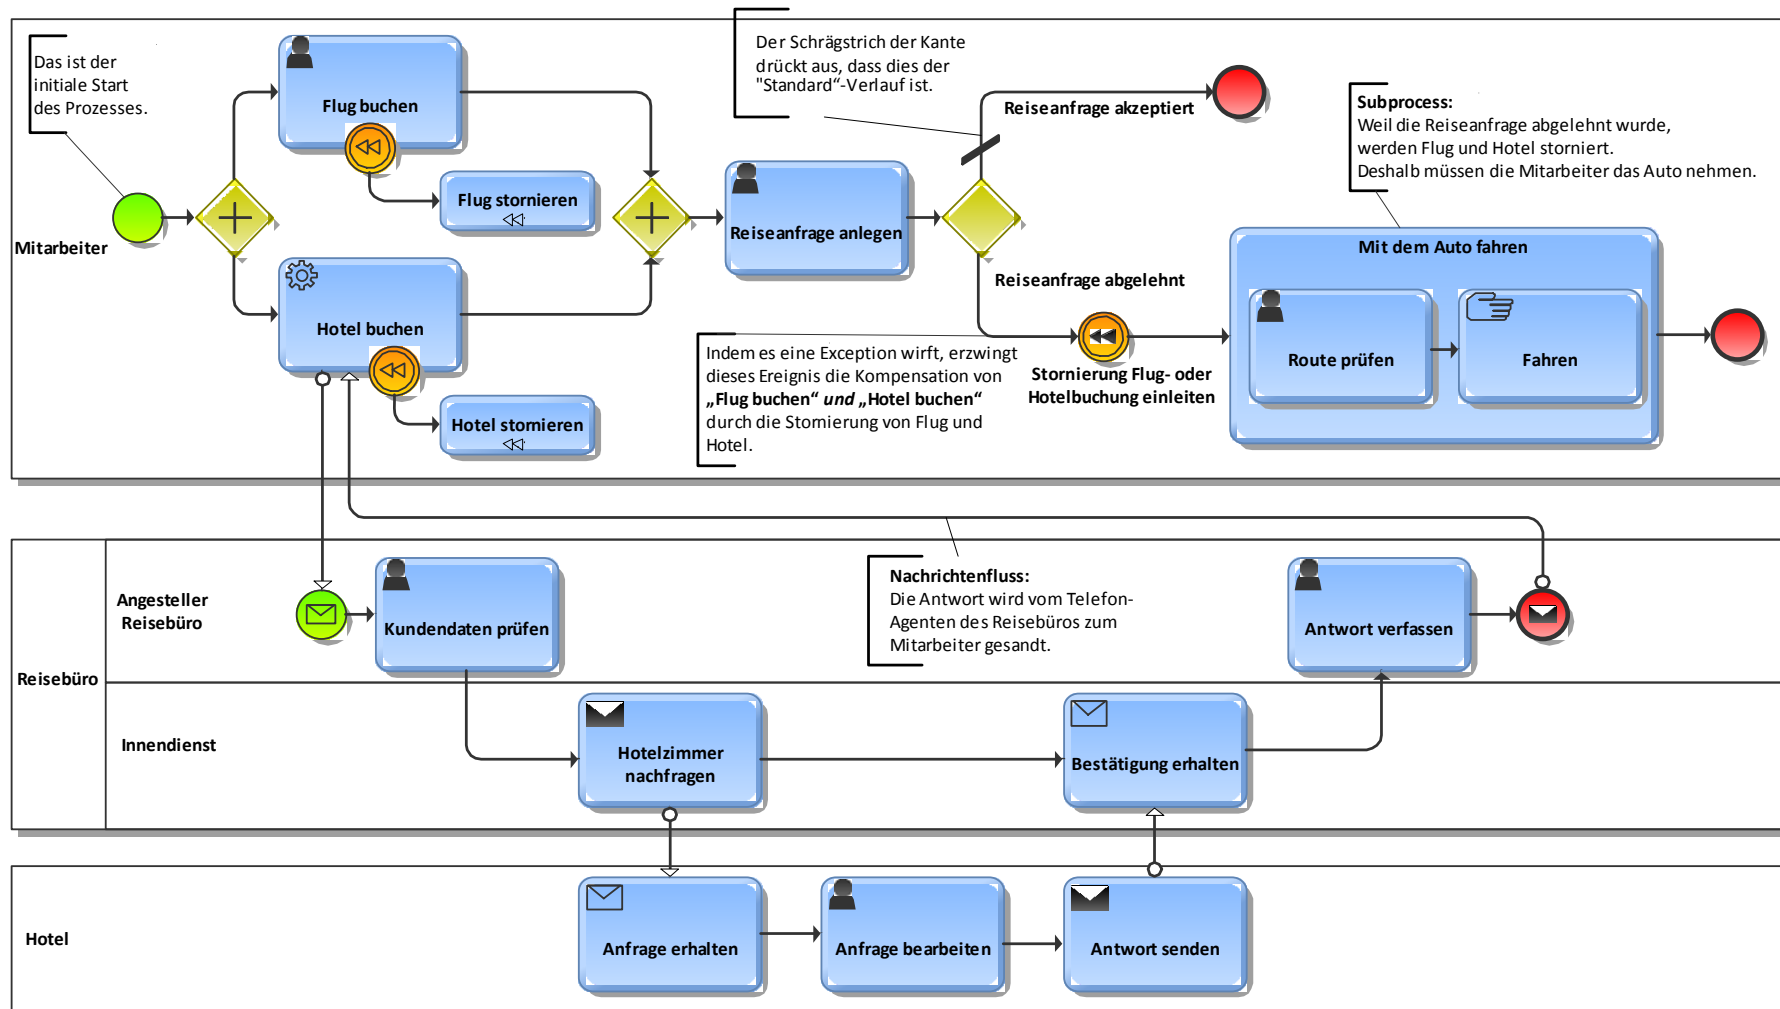 Das ist der
initiale Start
des Prozesses.
Flug buchen
Flug stornieren
Mitarbeiter
Hotel buchen
Hotel stornieren
Reiseanfrage anlegen
Der Schrägstrich der Kante
drückt aus, dass dies der
"Standard“-Verlauf ist.
Reiseanfrage akzeptiert
Reiseanfrage abgelehnt
Indem es eine Exception wirft, erzwingt
dieses Ereignis die Kompensation von
„Flug buchen“ und „Hotel buchen“
durch die Stornierung von Flug und
Hotel.
Stornierung Flug- oder
Hotelbuchung einleiten
Subprocess:
Weil die Reiseanfrage abgelehnt wurde,
werden Flug und Hotel storniert.
Deshalb müssen die Mitarbeiter das Auto nehmen.
Mit dem Auto fahren
Route prüfen
Fahren
Reisebüro
Angesteller
Reisebüro
Kundendaten prüfen
Nachrichtenfluss:
Die Antwort wird vom Telefon-
Agenten des Reisebüros zum
Mitarbeiter gesandt.
Antwort verfassen
Innendienst
Hotelzimmer
nachfragen
Bestätigung erhalten
Hotel
Anfrage erhalten
Anfrage bearbeiten
Antwort senden